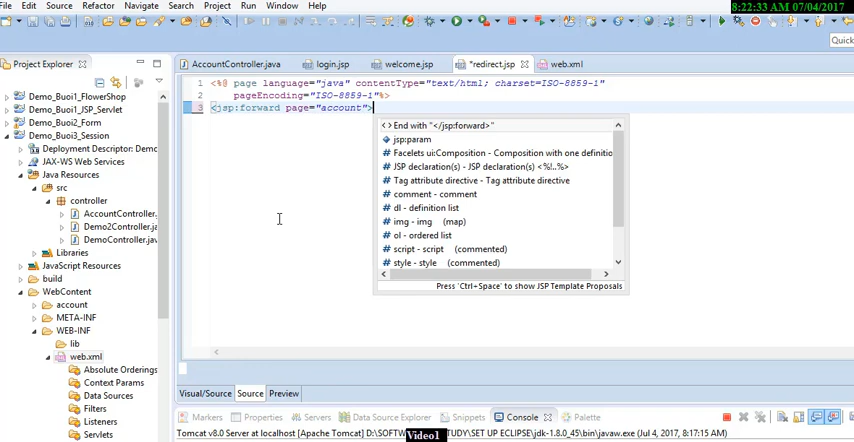 File Edit Source Refactor Navigate Search Project Run Window Help
8:22:33 AM 07/04/2017
Quick
Project Explorer
AccountController.java login.jsp welcome.jsp *redirect.jsp web.xml
Demo_Buoi1_FlowerShop
Demo_Buoi1_JSP_Servlet
Demo_Buoi2_Form
Demo_Buoi3_Session
Deployment Descriptor: Demo
JAX-WS Web Services
Java Resources
src
controller
AccountController.
Demo2Controller.ja
DemoController.jav
Libraries
JavaScript Resources
build
WebContent
account
META-INF
WEB-INF
lib
web.xml
Absolute Orderings
Context Params
Data Sources
Filters
Listeners
Servlets
1 <%@ page language="java" contentType="text/html; charset=ISO-8859-1"
2 pageEncoding="ISO-8859-1"%>
3 <jsp:forward page="account">
<> End with "</jsp:forward>"
jsp:param
# Facelets ui:Composition - Composition with one definitio
# JSP declaration(s) - JSP declaration(s) <%!..%>
# Tag attribute directive - Tag attribute directive
# comment - comment
# dl - definition list
# img - img (map)
# ol - ordered list
# script - script (commented)
# style - style (commented)
Press 'Ctrl+Space' to show JSP Template Proposals
Visual/Source Source Preview
Markers Properties Servers Data Source Explorer Snippets Console Palette
Tomcat v8.0 Server at localhost [Apache Tomcat] D:\SOFTW STUDY\SET UP ECLIPSE\jdk-1.8.0_45\bin\javaw.exe (Jul 4, 2017, 8:17:15 AM)
Video1